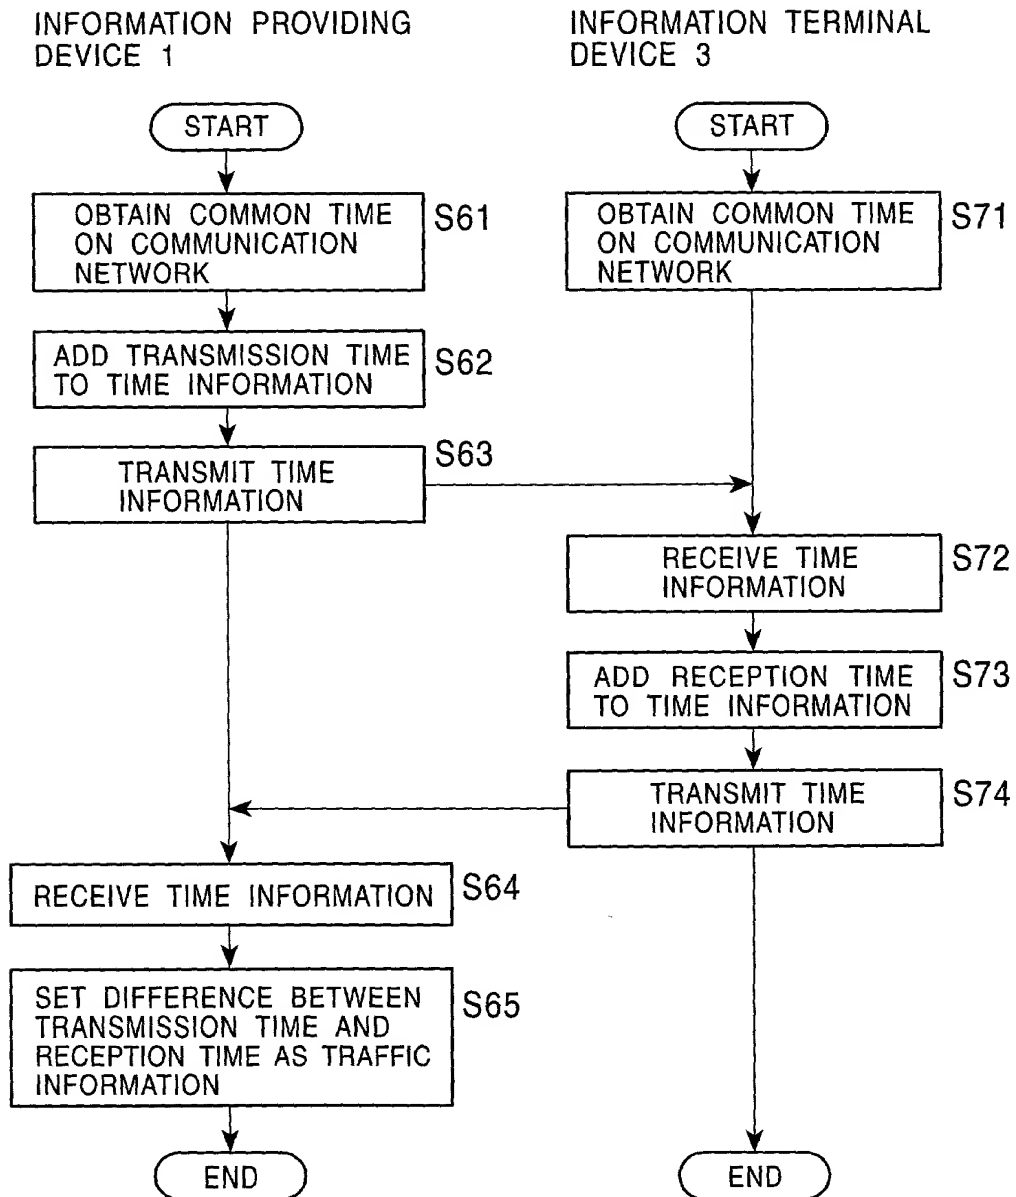 INFORMATION PROVIDING
DEVICE 1
START
OBTAIN COMMON TIME
ON COMMUNICATION
NETWORK
S61
ADD TRANSMISSION TIME
TO TIME INFORMATION
S62
TRANSMIT TIME
INFORMATION
S63
RECEIVE TIME INFORMATION
S64
SET DIFFERENCE BETWEEN
TRANSMISSION TIME AND
RECEPTION TIME AS TRAFFIC
INFORMATION
S65
END
INFORMATION TERMINAL
DEVICE 3
START
OBTAIN COMMON TIME
ON COMMUNICATION
NETWORK
S71
RECEIVE TIME
INFORMATION
S72
ADD RECEPTION TIME
TO TIME INFORMATION
S73
TRANSMIT TIME
INFORMATION
S74
END